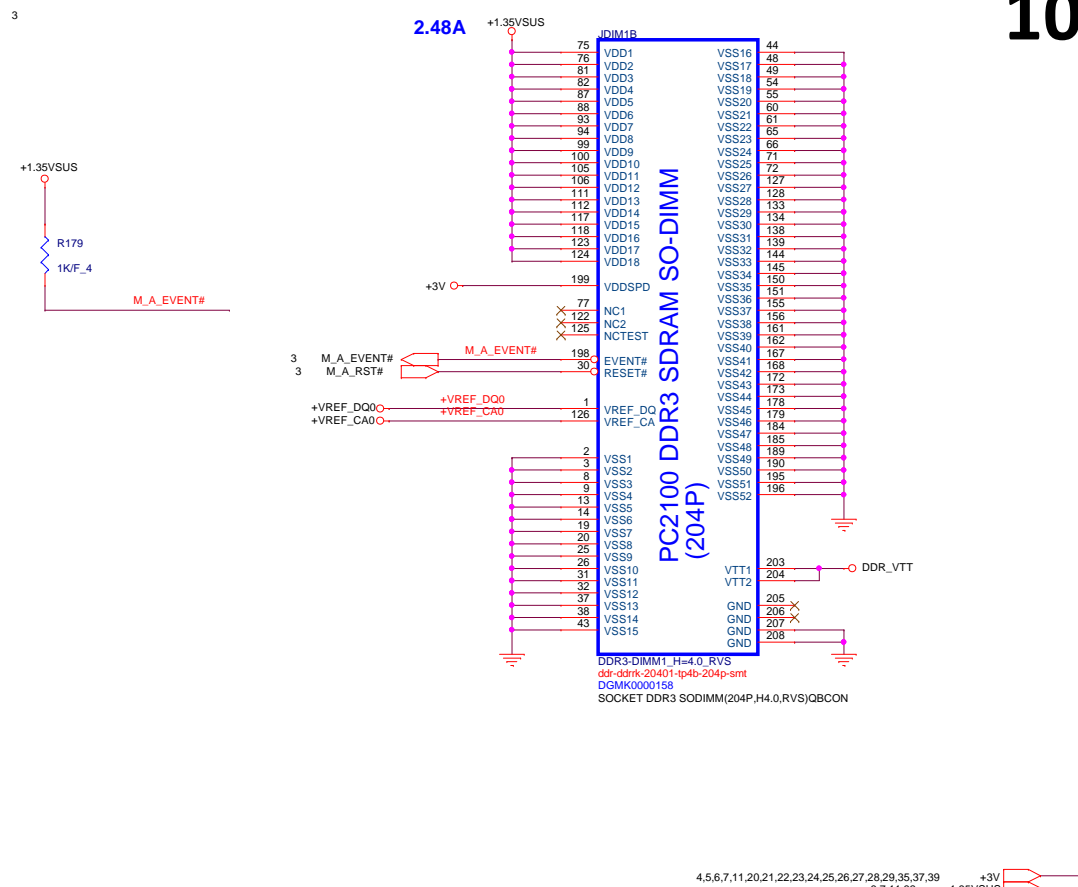 3
10
2.48A
+1.35VSUS
JDIM1B
75 VDD1
76 VDD2
81 VDD3
82 VDD4
87 VDD5
88 VDD6
93 VDD7
94 VDD8
99 VDD9
100 VDD10
105 VDD11
106 VDD12
111 VDD13
112 VDD14
117 VDD15
118 VDD16
123 VDD17
124 VDD18
199 VDDSPD
+3V
77 NC1
122 NC2
125 NCTEST
3 M_A_EVENT# M_A_EVENT# 198 EVENT#
3 M_A_RST# 30 RESET#
+VREF_DQ0 +VREF_DQ0 1 VREF_DQ
+VREF_CA0 +VREF_CA0 126 VREF_CA
2 VSS1
3 VSS2
8 VSS3
9 VSS4
13 VSS5
14 VSS6
19 VSS7
20 VSS8
25 VSS9
26 VSS10
31 VSS11
32 VSS12
37 VSS13
38 VSS14
43 VSS15
PC2100 DDR3 SDRAM SO-DIMM
(204P)
VSS16 44
VSS17 48
VSS18 49
VSS19 54
VSS20 55
VSS21 60
VSS22 61
VSS23 65
VSS24 66
VSS25 71
VSS26 72
VSS27 127
VSS28 128
VSS29 133
VSS30 134
VSS31 138
VSS32 139
VSS33 144
VSS34 145
VSS35 150
VSS36 151
VSS37 155
VSS38 156
VSS39 161
VSS40 162
VSS41 167
VSS42 168
VSS43 172
VSS44 173
VSS45 178
VSS46 179
VSS47 184
VSS48 185
VSS49 189
VSS50 190
VSS51 195
VSS52 196
VTT1 203
VTT2 204
DDR_VTT
GND 205
GND 206
GND 207
GND 208
DDR3-DIMM1_H=4.0_RVS
ddr-ddrrk-20401-tp4b-204p-smt
DGMK0000158
SOCKET DDR3 SODIMM(204P,H4.0,RVS)QBCON
+1.35VSUS
R179
1K/F_4
M_A_EVENT#
4,5,6,7,11,20,21,22,23,24,25,26,27,28,29,35,37,39 +3V